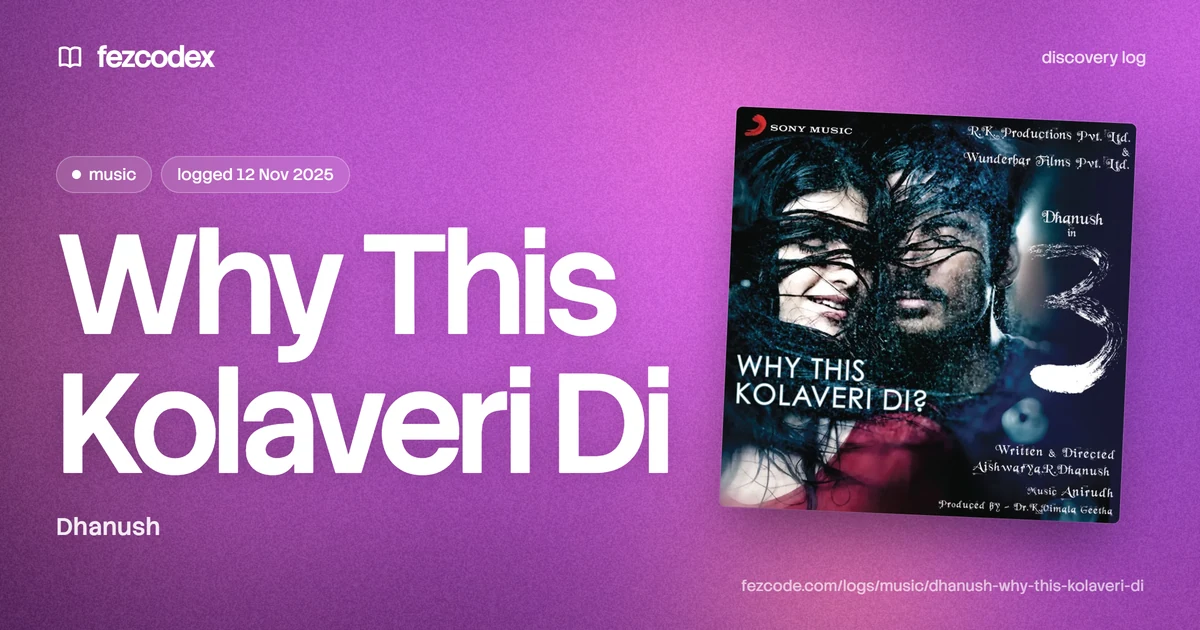 fezcodex
discovery log
music
logged 12 Nov 2025
Why This
Kolaveri Di
Dhanush
SONY MUSIC
R.K. Productions Pvt. Ltd.
&
Wunderbar Films Pvt. Ltd.
Dhanush
in
3
WHY THIS
KOLAVERI DI?
Written & Directed
Aishwarya.R.Dhanush
Music Anirudh
Produced By - Dr.K.Vimala Geetha
fezcode.com/logs/music/dhanush-why-this-kolaveri-di